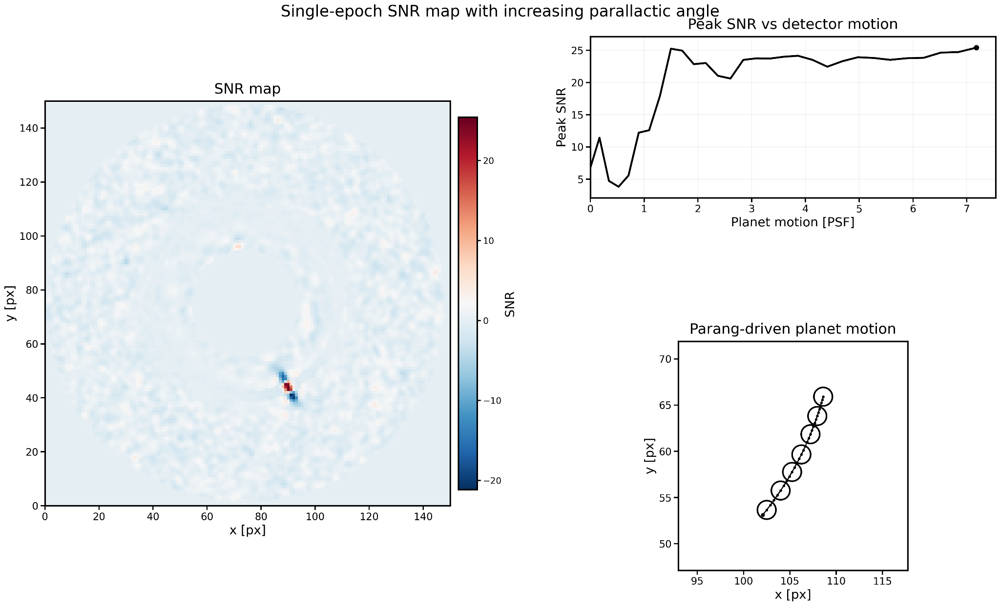 Single-epoch SNR map with increasing parallactic angle
SNR map
y [px]
140
120
100
80
60
40
20
0
0 20 40 60 80 100 120 140
x [px]
20
10
0
−10
−20
SNR
Peak SNR vs detector motion
Peak SNR
25
20
15
10
5
0 1 2 3 4 5 6 7
Planet motion [PSF]
Parang-driven planet motion
y [px]
70
65
60
55
50
95 100 105 110 115
x [px]